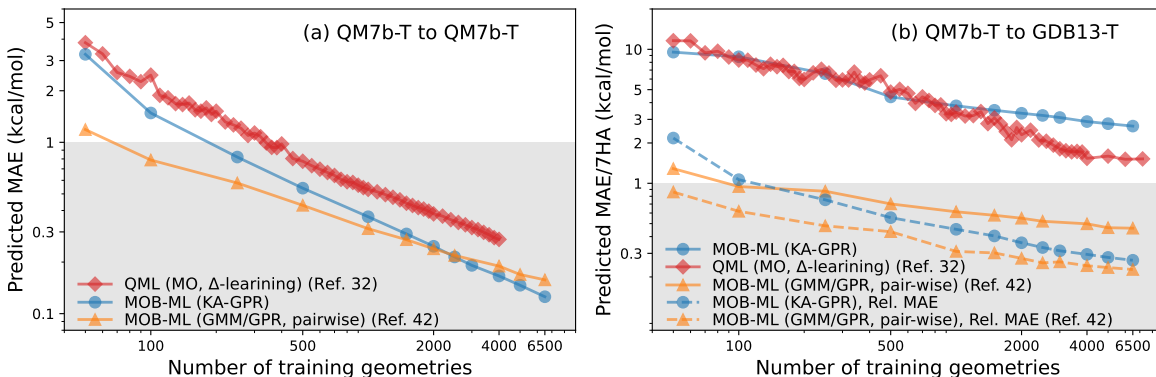 (a) QM7b-T to QM7b-T
Predicted MAE (kcal/mol)
5
3
2
1
0.3
0.1
QML (MO, Δ-learining) (Ref. 32)
MOB-ML (KA-GPR)
MOB-ML (GMM/GPR, pairwise) (Ref. 42)
100
500
1000
2000
4000
6500
Number of training geometries
(b) QM7b-T to GDB13-T
Predicted MAE/7HA (kcal/mol)
10
5
3
2
1
0.3
MOB-ML (KA-GPR)
QML (MO, Δ-learining) (Ref. 32)
MOB-ML (GMM/GPR, pair-wise) (Ref. 42)
MOB-ML (KA-GPR), Rel. MAE
MOB-ML (GMM/GPR, pair-wise), Rel. MAE (Ref. 42)
100
500
1000
2000
4000
6500
Number of training geometries